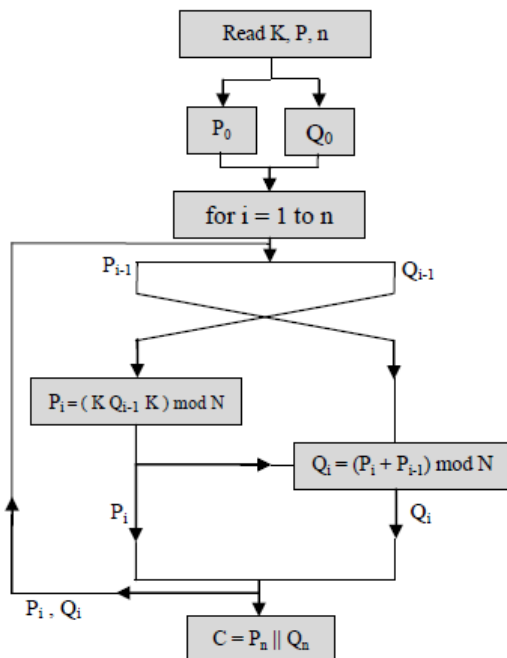 Read K, P, n
P₀
Q₀
for i = 1 to n
Pᵢ₋₁
Qᵢ₋₁
Pᵢ = ( K Qᵢ₋₁ K ) mod N
Qᵢ = (Pᵢ + Pᵢ₋₁) mod N
Pᵢ
Qᵢ
Pᵢ , Qᵢ
C = Pₙ || Qₙ